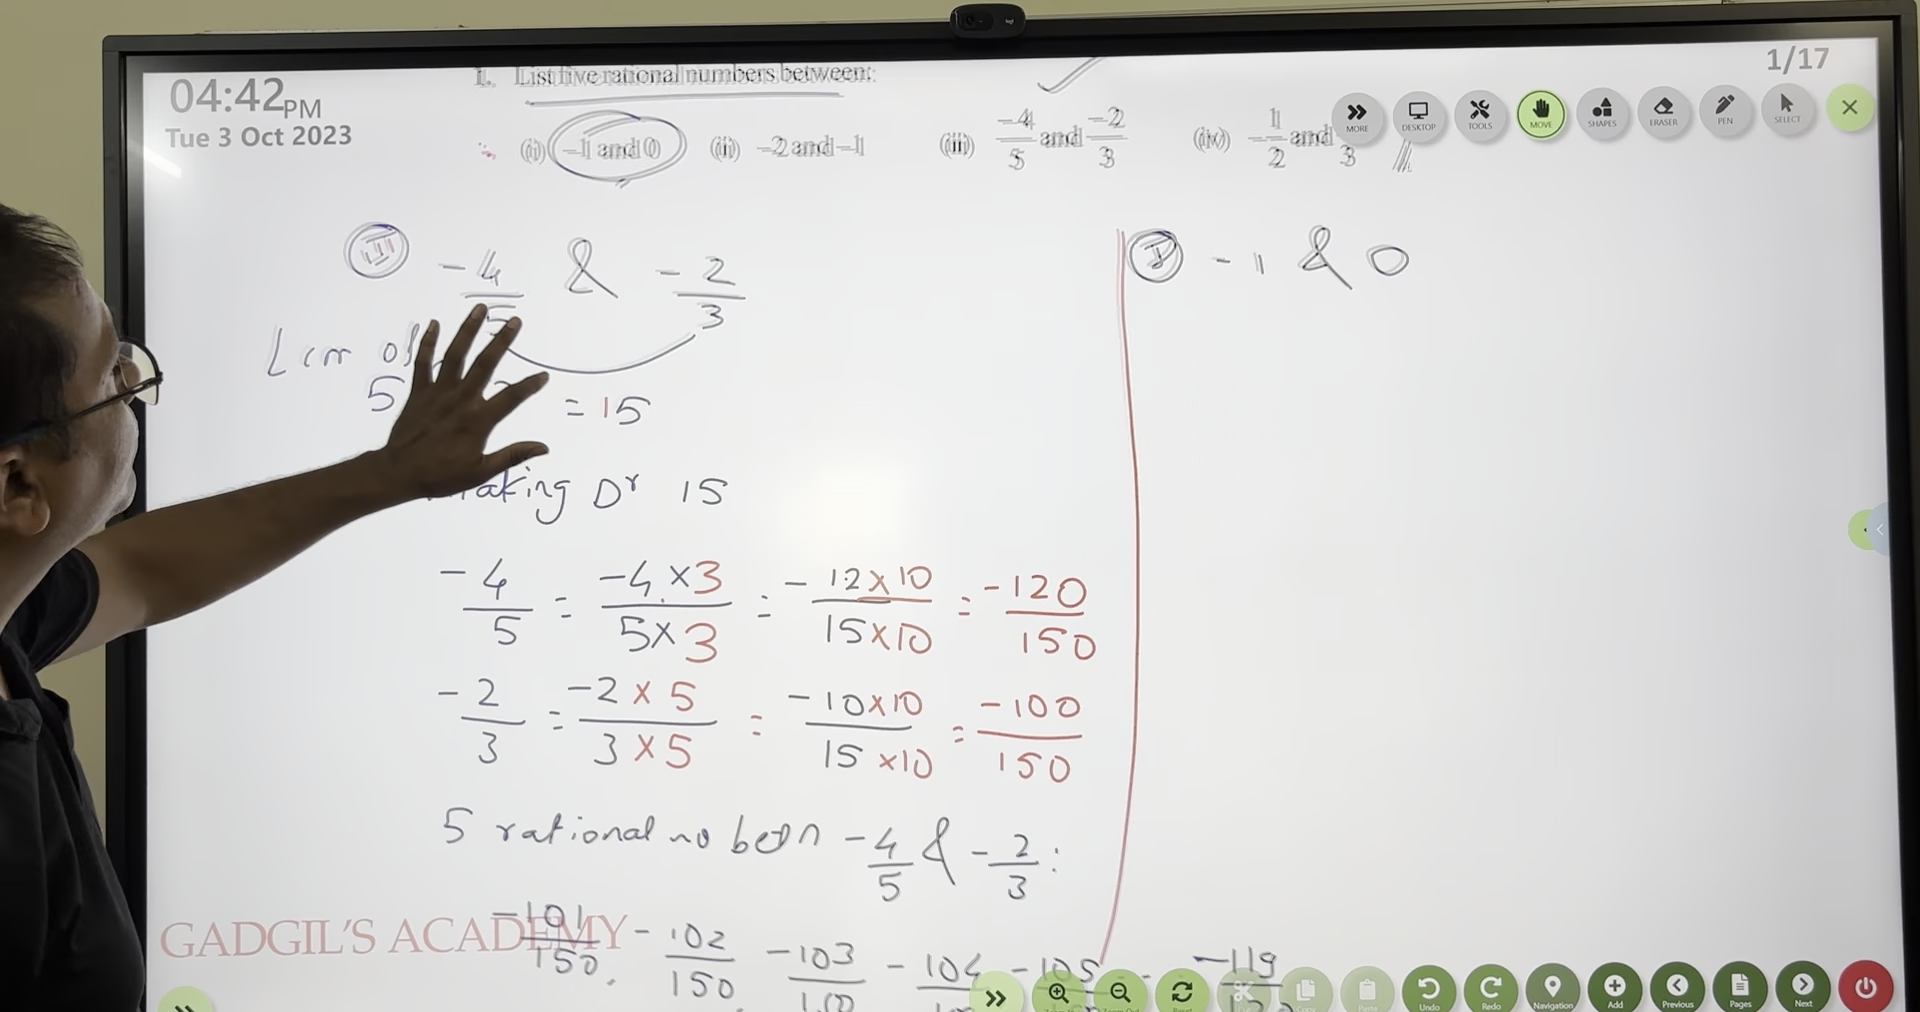 04:42PM
Tue 3 Oct 2023
1/17
1. List five rational numbers between:
(i) -1 and 0 (ii) -2 and -1 (iii) -4/5 and -2/3 (iv) -1/2 and 3
MORE DESKTOP TOOLS MOVE SHAPES ERASER PEN SELECT
III -4/5 & -2/3
I -1 & 0
Lcm of
5 = 15
making Dr 15
-4/5 = -4×3/5×3 = -12×10/15×10 = -120/150
-2/3 = -2×5/3×5 = -10×10/15×10 = -100/150
5 rational no betn -4/5 & -2/3 :
-101/150, -102/150, -103 -104 -105 -- -119
GADGIL'S ACADEMY
Undo Redo Navigation Add Previous Pages Next